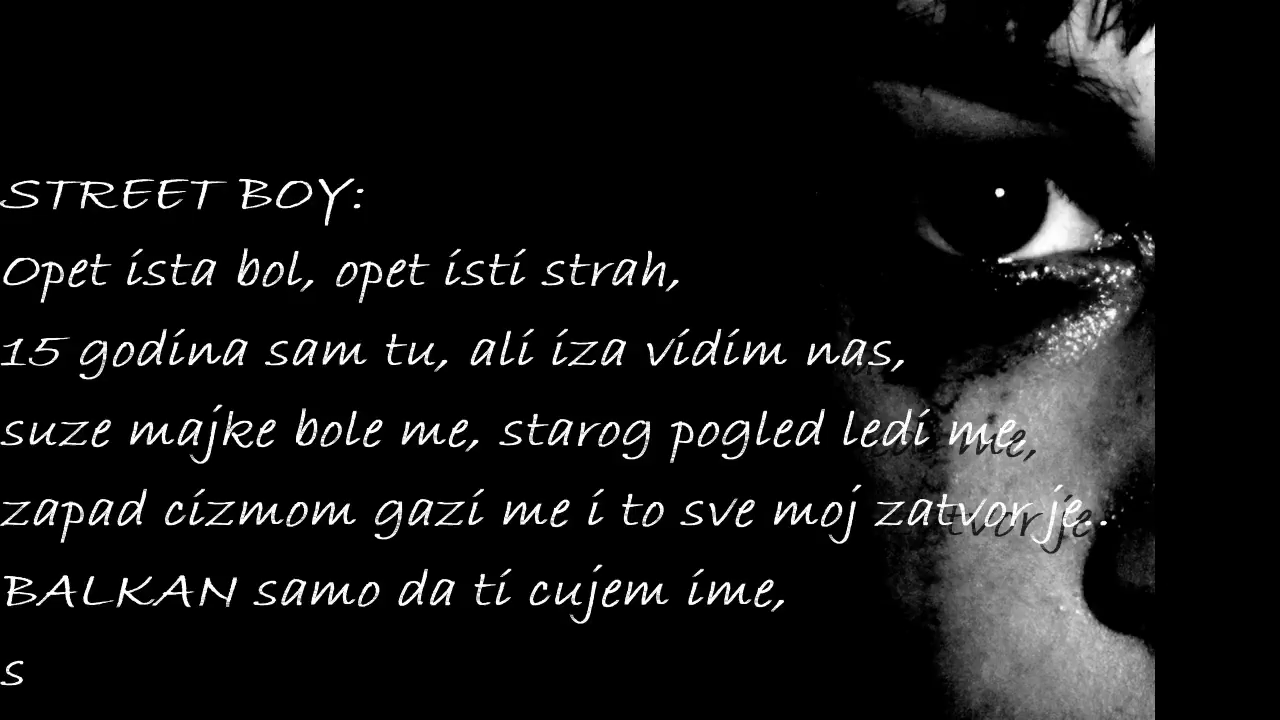 STREET BOY:
Opet ista bol, opet isti strah,
15 godina sam tu, ali iza vidim nas,
suze majke bole me, starog pogled ledi me,
zapad cizmom gazi me i to sve moj zatvor je.
BALKAN samo da ti cujem ime,
s